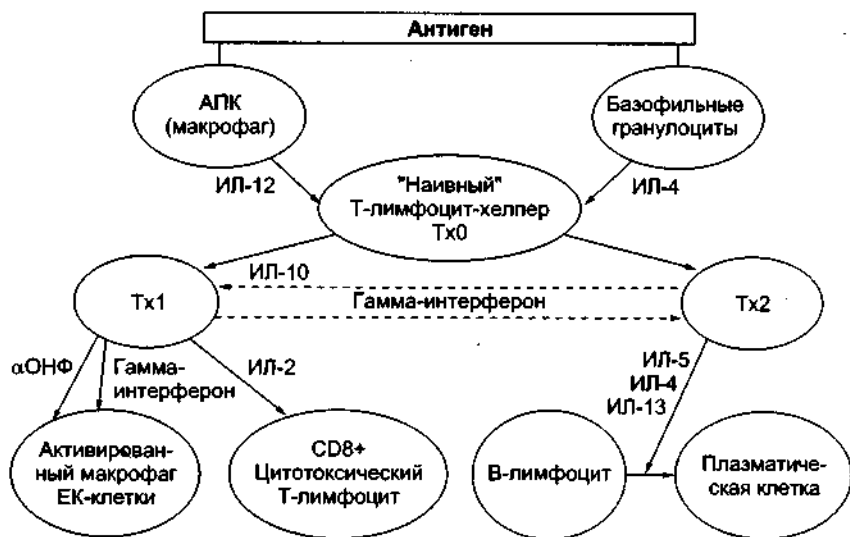 Антиген
АПК
(макрофаг)
Базофильные
гранулоциты
ИЛ-12
"Наивный"
Т-лимфоцит-хелпер
Тх0
ИЛ-4
ИЛ-10
Тх1
Гамма-интерферон
Тх2
αОНФ
Гамма-
интерферон
ИЛ-2
ИЛ-5
ИЛ-4
ИЛ-13
Активирован-
ный макрофаг
ЕК-клетки
CD8+
Цитотоксический
Т-лимфоцит
В-лимфоцит
Плазматиче-
ская клетка